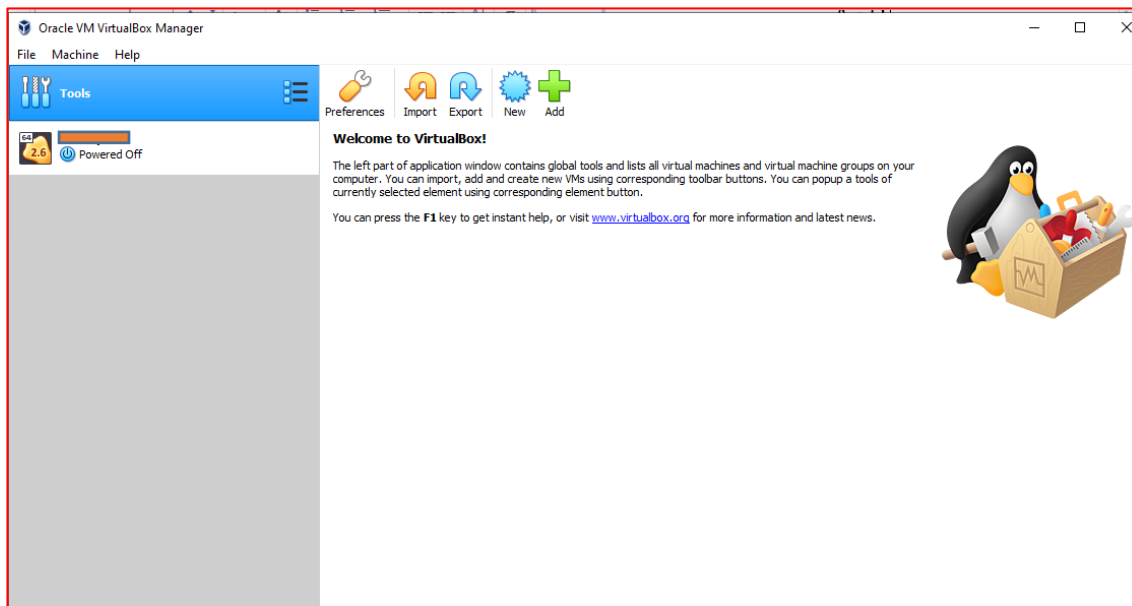 Oracle VM VirtualBox Manager
File Machine Help
Tools
Preferences Import Export New Add
64
2.6
Powered Off
Welcome to VirtualBox!
The left part of application window contains global tools and lists all virtual machines and virtual machine groups on your
computer. You can import, add and create new VMs using corresponding toolbar buttons. You can popup a tools of
currently selected element using corresponding element button.
You can press the F1 key to get instant help, or visit www.virtualbox.org for more information and latest news.